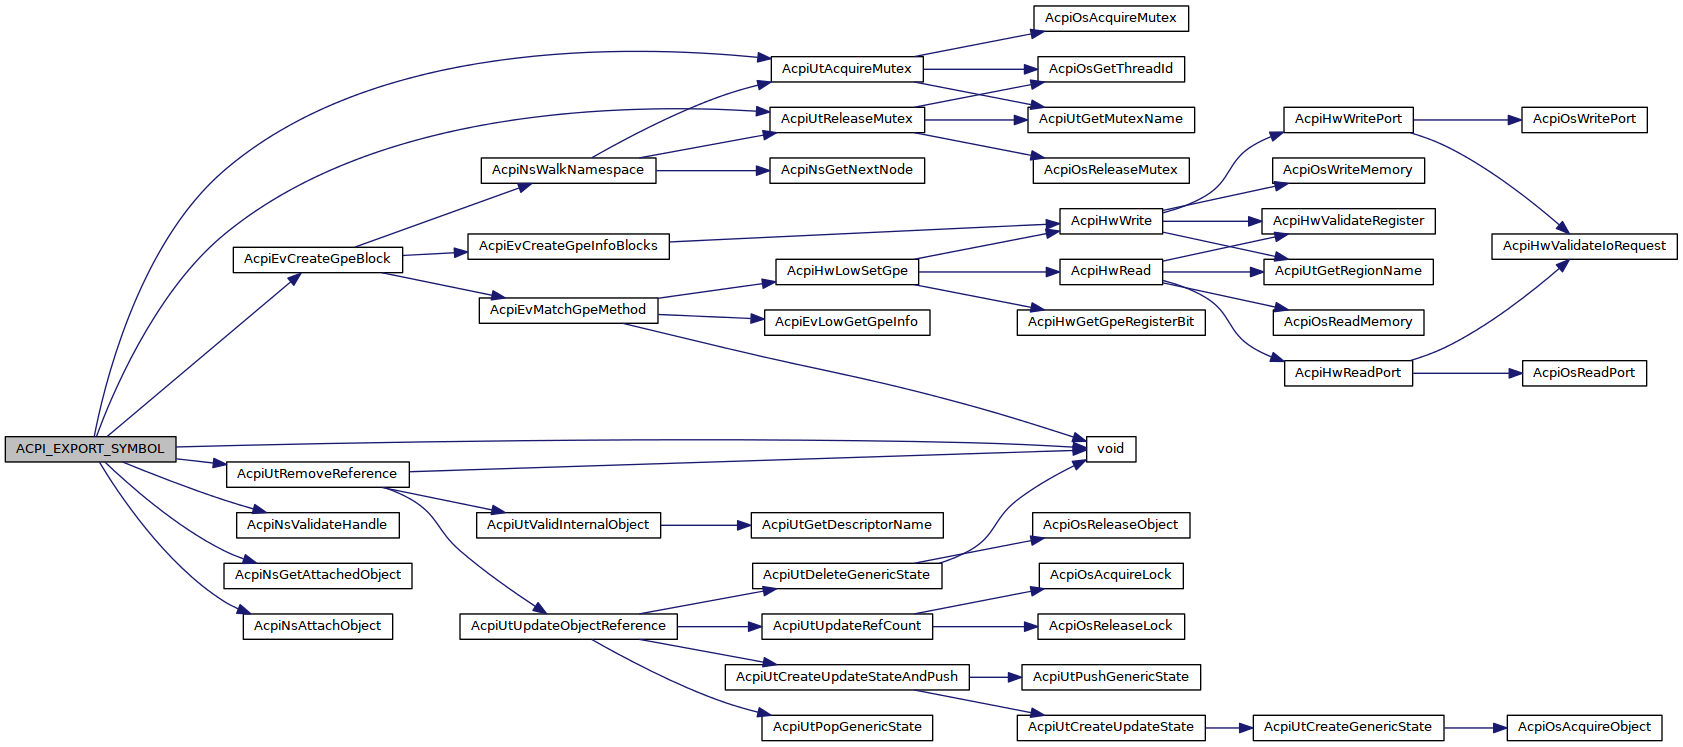 ACPI_EXPORT_SYMBOL
AcpiEvCreateGpeBlock
AcpiUtRemoveReference
AcpiNsValidateHandle
AcpiNsGetAttachedObject
AcpiNsAttachObject
AcpiNsWalkNamespace
AcpiEvCreateGpeInfoBlocks
AcpiEvMatchGpeMethod
AcpiUtValidInternalObject
AcpiUtUpdateObjectReference
AcpiUtAcquireMutex
AcpiUtReleaseMutex
AcpiNsGetNextNode
AcpiHwLowSetGpe
AcpiEvLowGetGpeInfo
AcpiUtGetDescriptorName
AcpiUtDeleteGenericState
AcpiUtUpdateRefCount
AcpiUtCreateUpdateStateAndPush
AcpiUtPopGenericState
AcpiOsAcquireMutex
AcpiOsGetThreadId
AcpiUtGetMutexName
AcpiOsReleaseMutex
AcpiHwWrite
AcpiHwRead
AcpiHwGetGpeRegisterBit
void
AcpiOsReleaseObject
AcpiOsAcquireLock
AcpiOsReleaseLock
AcpiUtPushGenericState
AcpiUtCreateUpdateState
AcpiHwWritePort
AcpiOsWriteMemory
AcpiHwValidateRegister
AcpiUtGetRegionName
AcpiOsReadMemory
AcpiHwReadPort
AcpiUtCreateGenericState
AcpiOsWritePort
AcpiHwValidateIoRequest
AcpiOsReadPort
AcpiOsAcquireObject